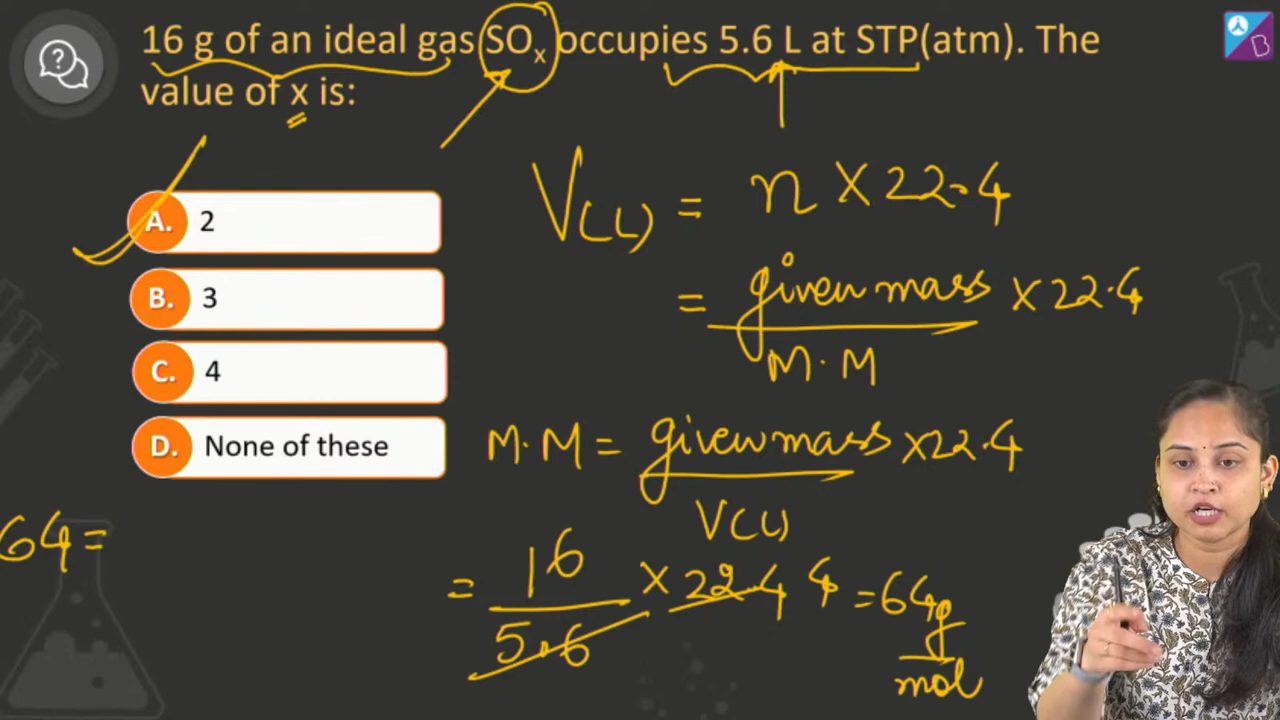 16 g of an ideal gas SOₓ occupies 5.6 L at STP(atm). The
value of x is:
A. 2
B. 3
C. 4
D. None of these
V(L) = n × 22.4
= given mass / M.M × 22.4
M.M = given mass / V(L) × 22.4
= 16 / 5.6 × 22.4 4 = 64 g / mol
64 =
B